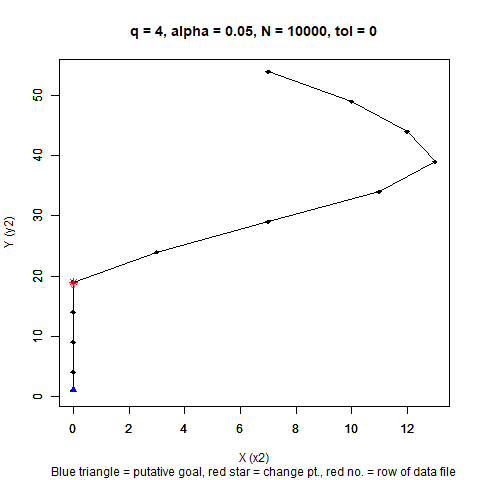 q = 4, alpha = 0.05, N = 10000, tol = 0
50
40
30
20
10
0
Y (y2)
0 2 4 6 8 10 12
X (x2)
Blue triangle = putative goal, red star = change pt., red no. = row of data file